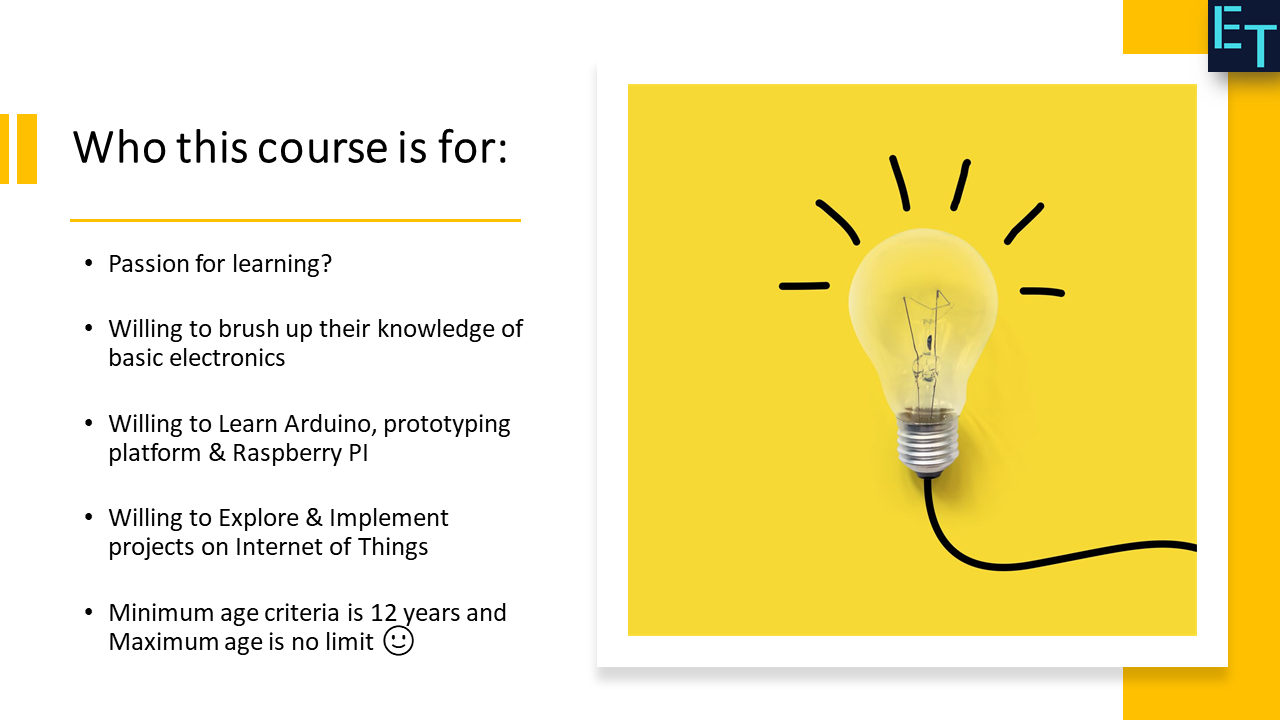 ET
Who this course is for:
• Passion for learning?
• Willing to brush up their knowledge of
basic electronics
• Willing to Learn Arduino, prototyping
platform & Raspberry PI
• Willing to Explore & Implement
projects on Internet of Things
• Minimum age criteria is 12 years and
Maximum age is no limit ☺